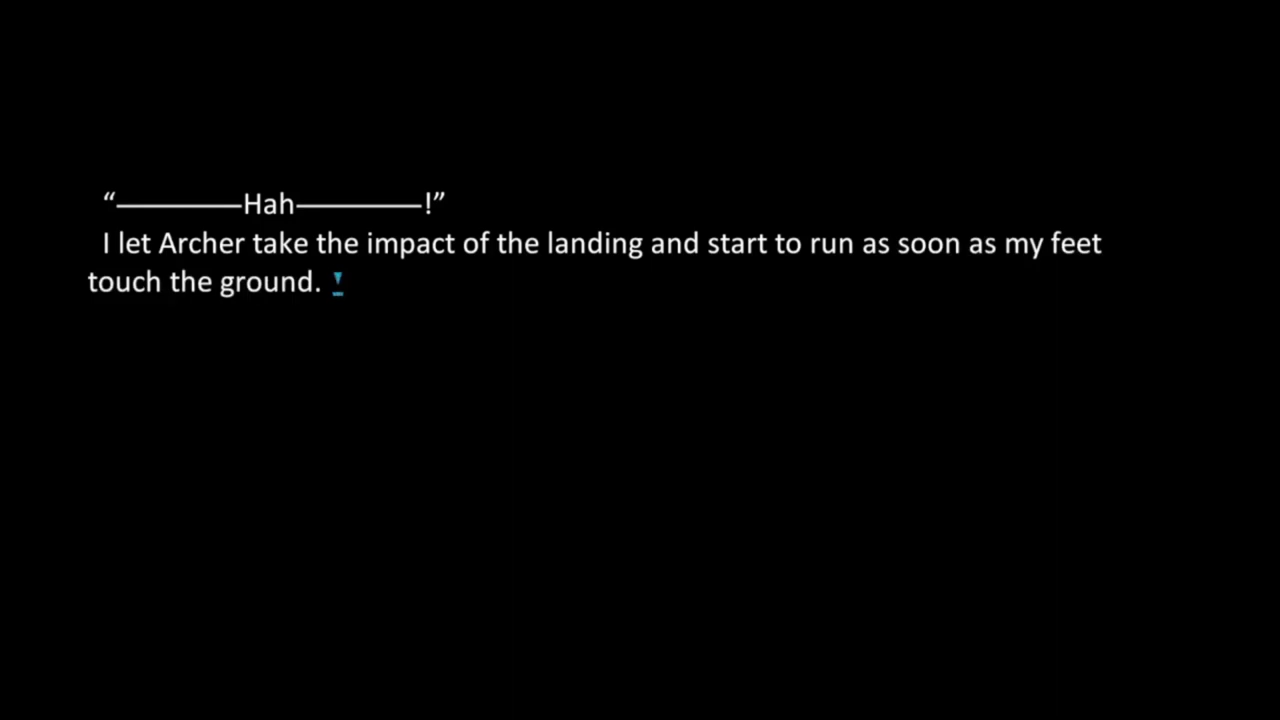 “————Hah————!”
I let Archer take the impact of the landing and start to run as soon as my feet
touch the ground.